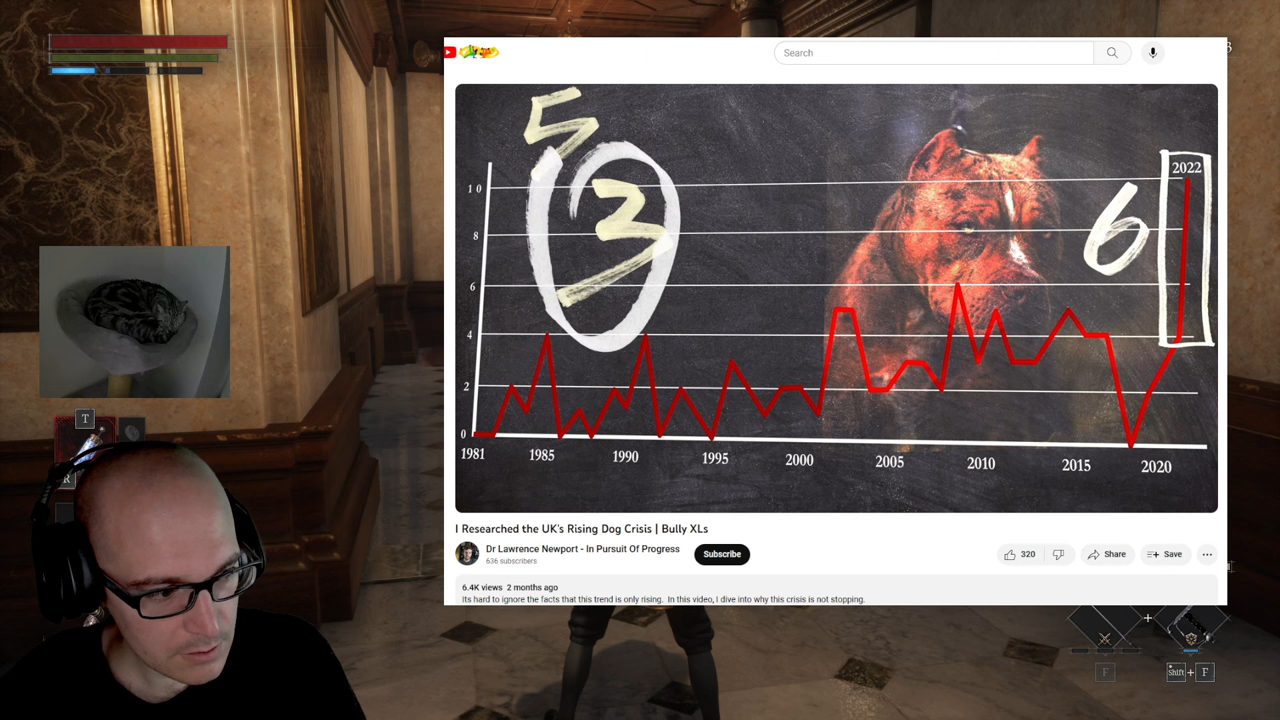 Search
5
3
6
2022
10
8
6
4
2
0
1981 1985 1990 1995 2000 2005 2010 2015 2020
I Researched the UK's Rising Dog Crisis | Bully XLs
Dr Lawrence Newport - In Pursuit Of Progress
636 subscribers
Subscribe
320
Share
Save
6.4K views 2 months ago
Its hard to ignore the facts that this trend is only rising. In this video, I dive into why this crisis is not stopping.
T
R
F
Shift + F